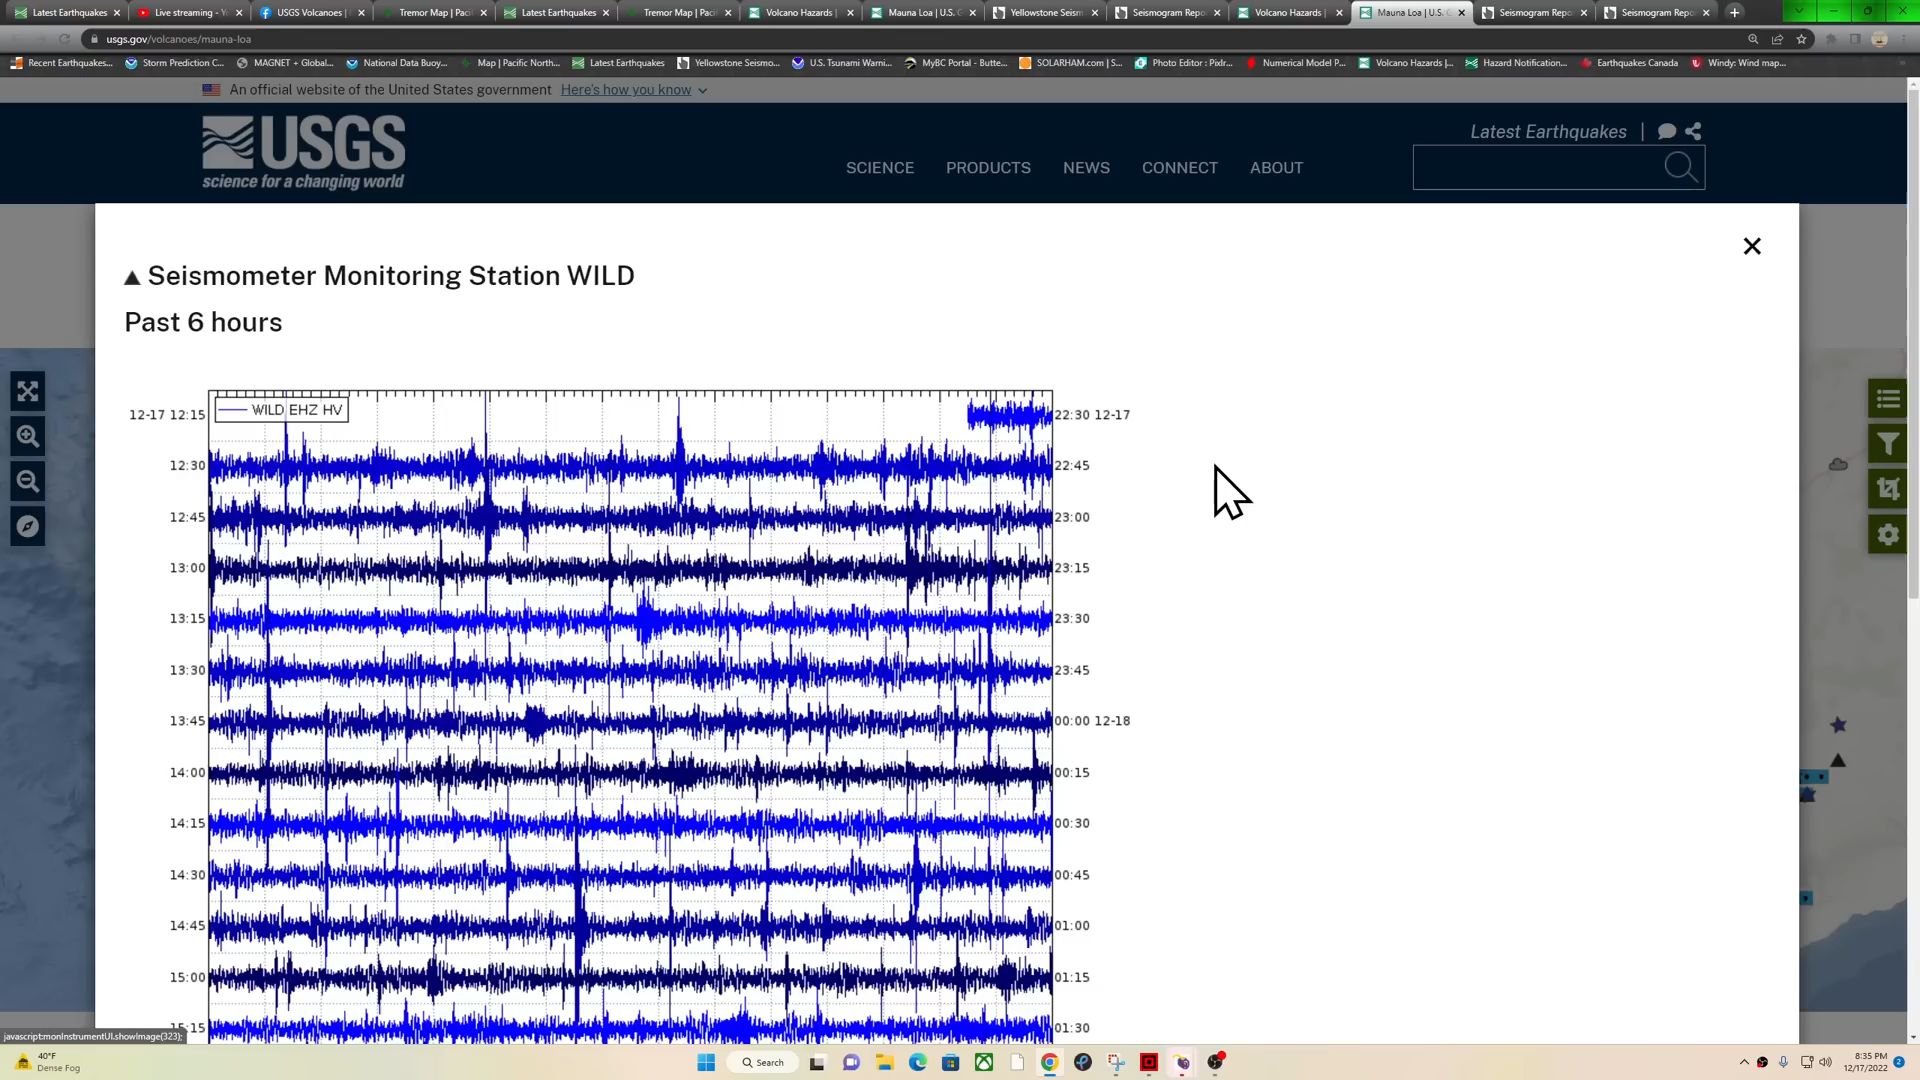 Latest Earthquakes
Live streaming - Y
USGS Volcanoes |
Tremor Map | Paci
Latest Earthquakes
Tremor Map | Paci
Volcano Hazards |
Mauna Loa | U.S. G
Yellowstone Seism
Seismogram Repo
Volcano Hazards |
Mauna Loa | U.S. G
Seismogram Repo
Seismogram Repo
usgs.gov/volcanoes/mauna-loa
Recent Earthquakes...
Storm Prediction C...
MAGNET + Global...
National Data Buoy...
Map | Pacific North...
Latest Earthquakes
Yellowstone Seismo...
U.S. Tsunami Warni...
MyBC Portal - Butte...
SOLARHAM.com | S...
Photo Editor : Pixlr...
Numerical Model P...
Volcano Hazards |...
Hazard Notification...
Earthquakes Canada
Windy: Wind map...
An official website of the United States government Here's how you know
USGS
science for a changing world
Latest Earthquakes |
SCIENCE PRODUCTS NEWS CONNECT ABOUT
Seismometer Monitoring Station WILD
Past 6 hours
WILD EHZ HV
12-17 12:15 22:30 12-17
12:30 22:45
12:45 23:00
13:00 23:15
13:15 23:30
13:30 23:45
13:45 00:00 12-18
14:00 00:15
14:15 00:30
14:30 00:45
14:45 01:00
15:00 01:15
15:15 01:30
javascript:monInstrumentUI.showImage(323);
40°F
Dense Fog
Search
8:35 PM
12/17/2022
2